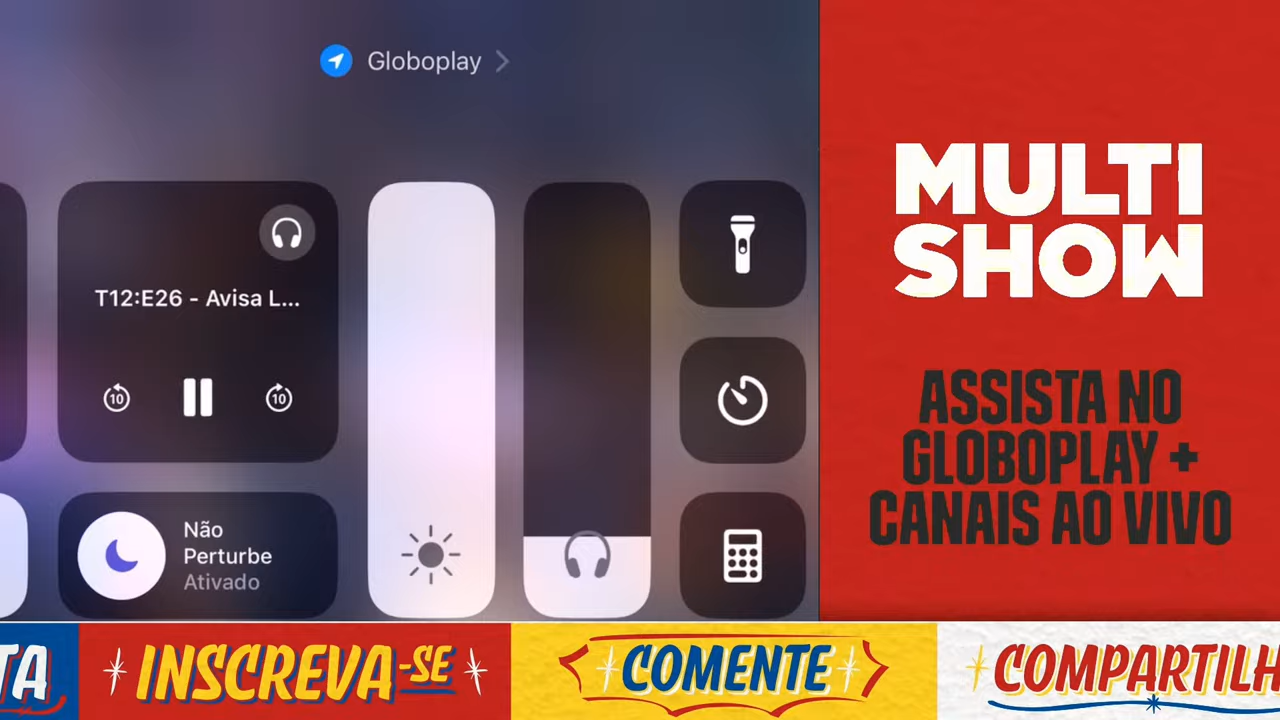 Globoplay
T12:E26 - Avisa L...
10
10
Não
Perturbe
Ativado
MULTI
SHOW
ASSISTA NO
GLOBOPLAY +
CANAIS AO VIVO
TA
INSCREVA-SE
COMENTE
COMPARTILH